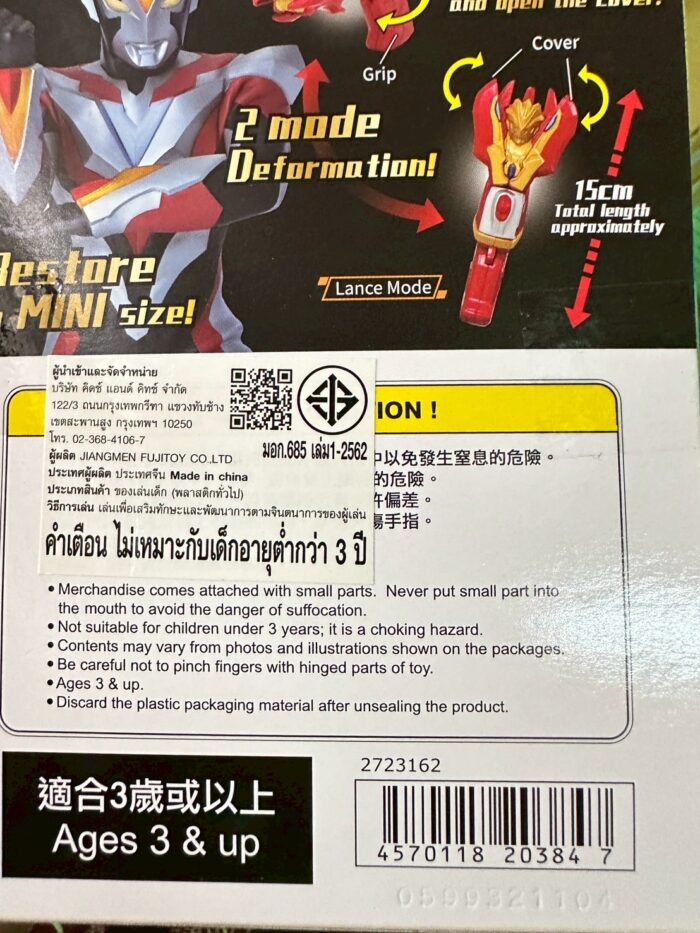 and open the cover.
Grip
Cover
2 mode
Deformation!
15cm
Total length
approximately
Restore
MINI size!
Lance Mode
ผู้นำเข้าและจัดจำหน่าย
บริษัท คิดซ์ แอนด์ คิทซ์ จำกัด
122/3 ถนนกรุงเทพกรีฑา แขวงทับช้าง
เขตสะพานสูง กรุงเทพฯ 10250
โทร. 02-368-4106-7
มอก.685 เล่ม1-2562
ผู้ผลิต JIANGMEN FUJITOY CO.,LTD
ประเทศผู้ผลิต ประเทศจีน Made in china
ประเภทสินค้า ของเล่นเด็ก (พลาสติกทั่วไป)
วิธีการเล่น เล่นเพื่อเสริมทักษะและพัฒนาการตามจินตนาการของผู้เล่น
คำเตือน ไม่เหมาะกับเด็กอายุต่ำกว่า 3 ปี
ION !
中以免發生窒息的危險。
的危險。
許偏差。
傷手指。
• Merchandise comes attached with small parts. Never put small part into
the mouth to avoid the danger of suffocation.
• Not suitable for children under 3 years; it is a choking hazard.
• Contents may vary from photos and illustrations shown on the packages.
• Be careful not to pinch fingers with hinged parts of toy.
• Ages 3 & up.
• Discard the plastic packaging material after unsealing the product.
適合3歲或以上
Ages 3 & up
2723162
4570118 20384 7
0599321104